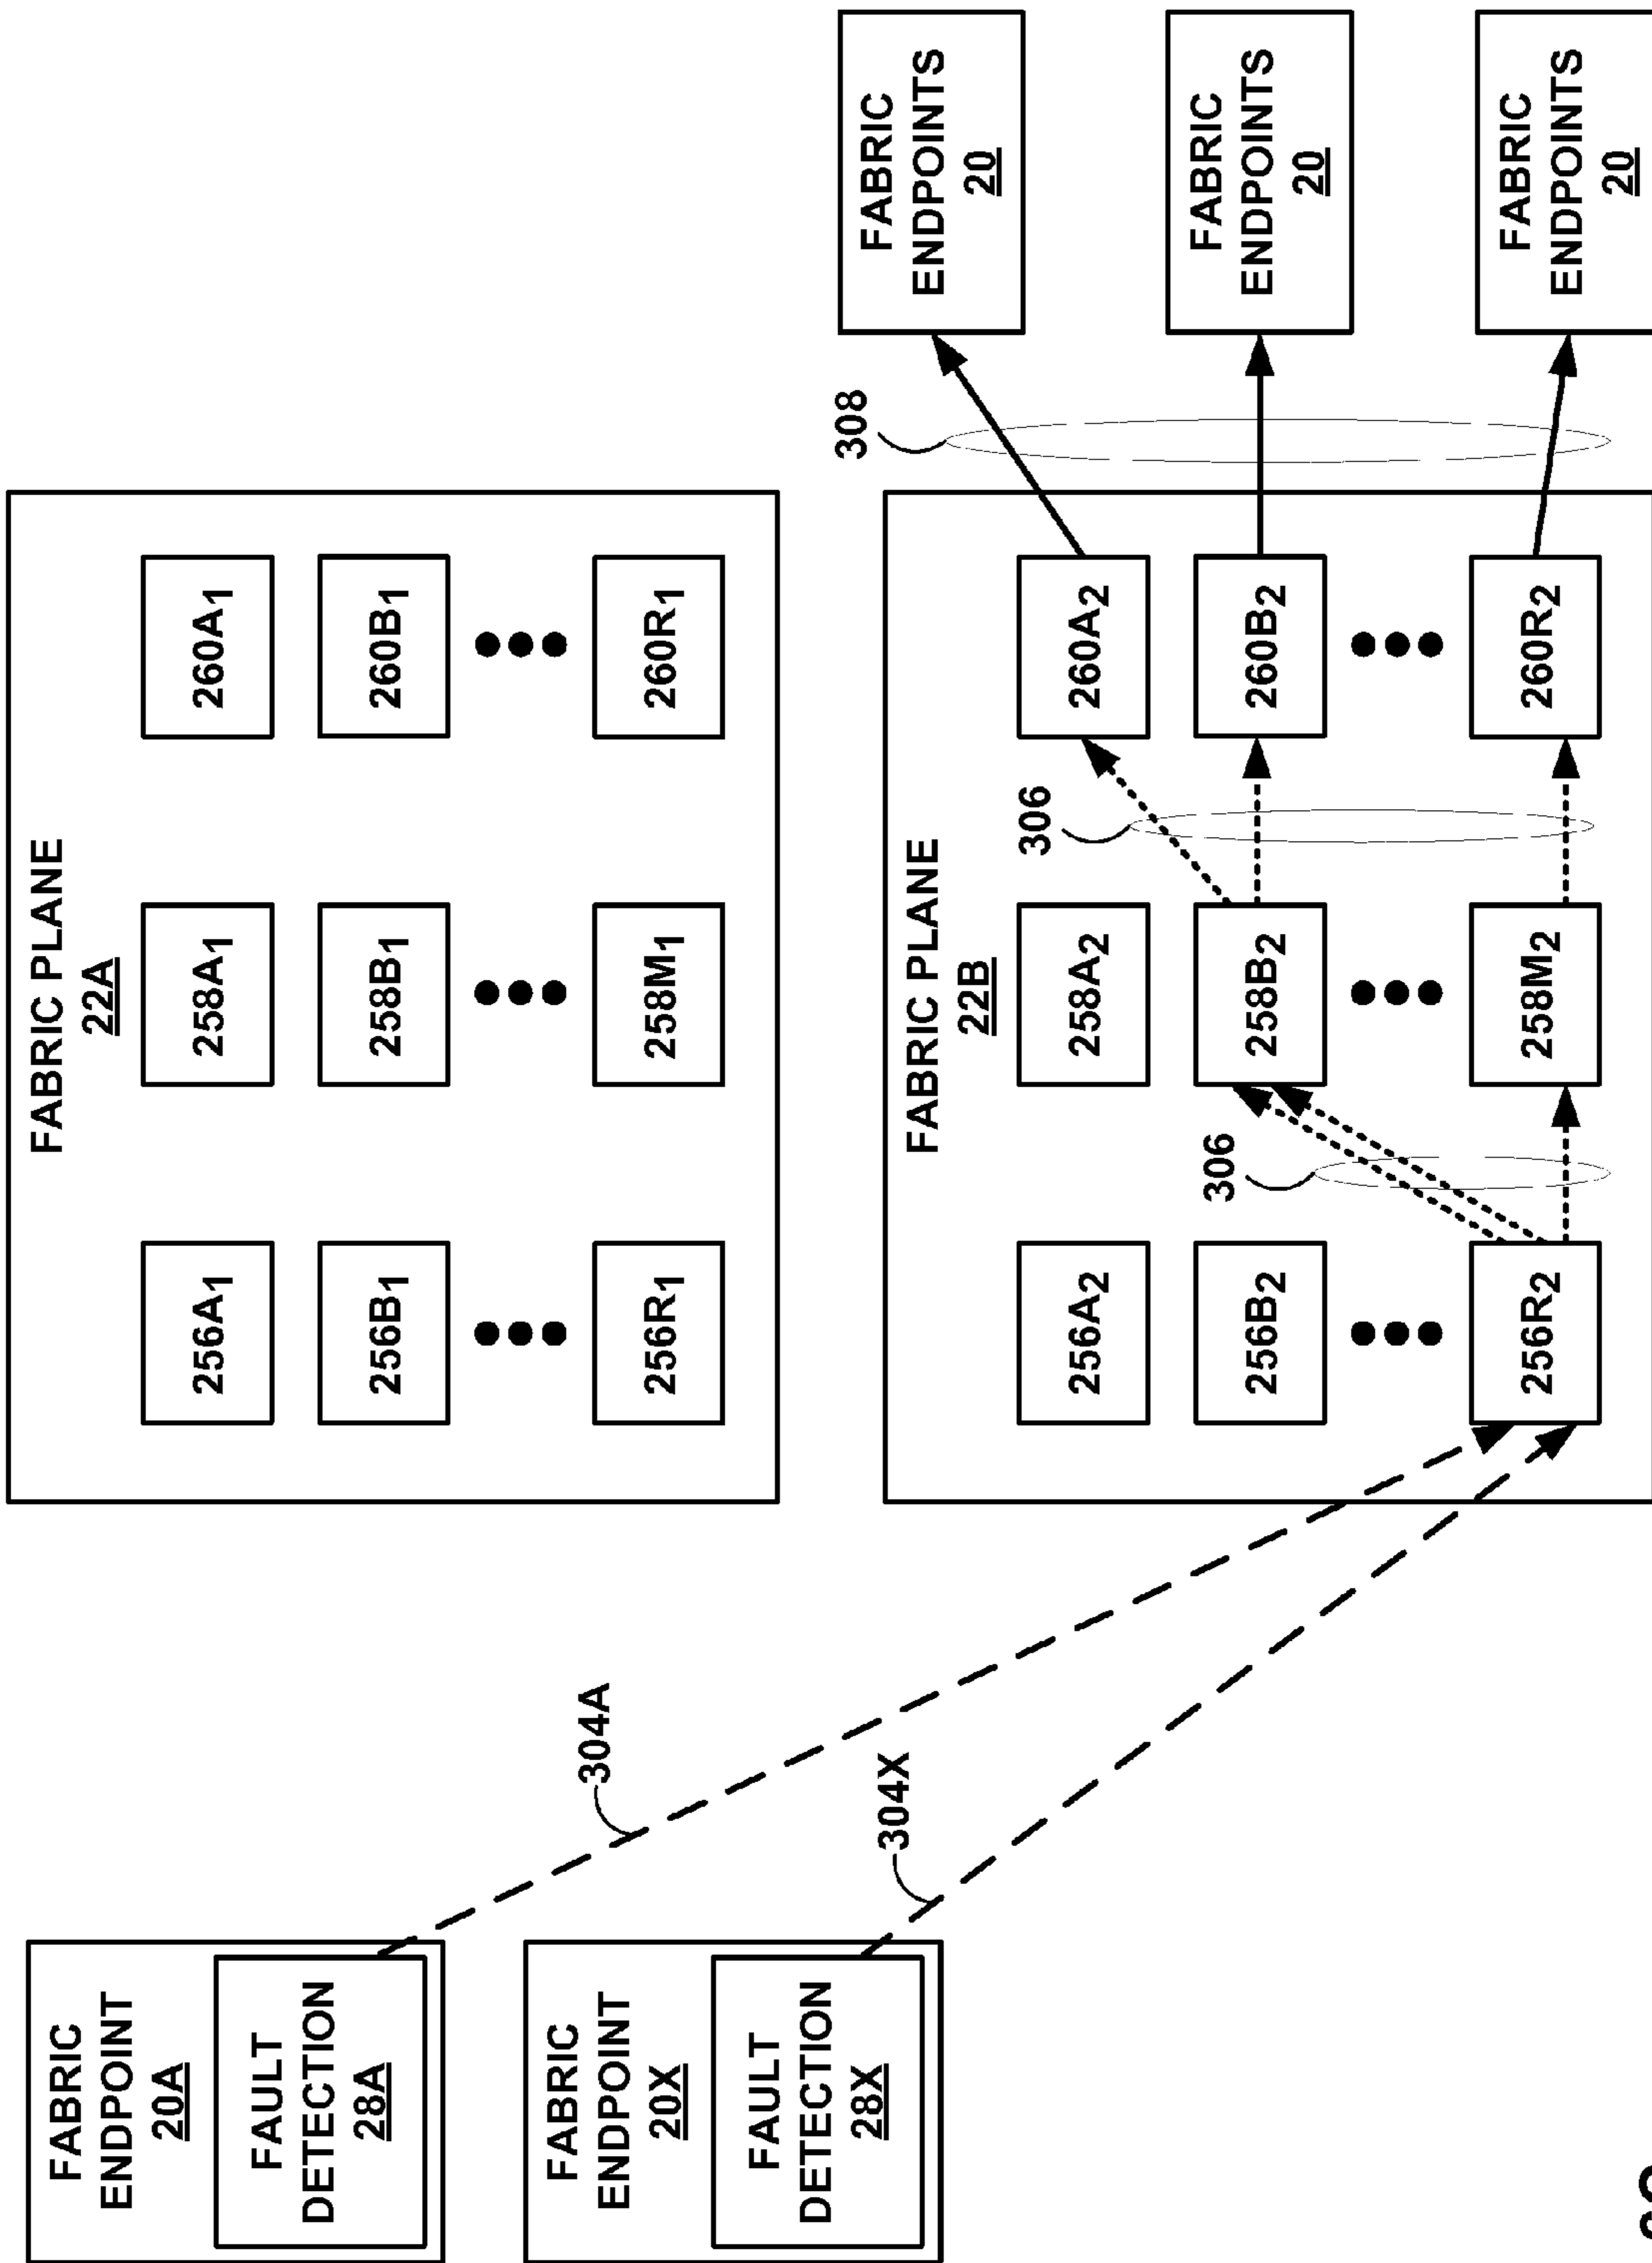 FABRIC
ENDPOINT
20A
FAULT
DETECTION
28A
FABRIC
ENDPOINT
20X
FAULT
DETECTION
28X
304A
304X
FABRIC PLANE
22A
256A1
258A1
260A1
256B1
258B1
260B1
256R1
258M1
260R1
FABRIC PLANE
22B
256A2
258A2
260A2
256B2
258B2
260B2
256R2
258M2
260R2
306
306
308
FABRIC
ENDPOINTS
20
FABRIC
ENDPOINTS
20
FABRIC
ENDPOINTS
20